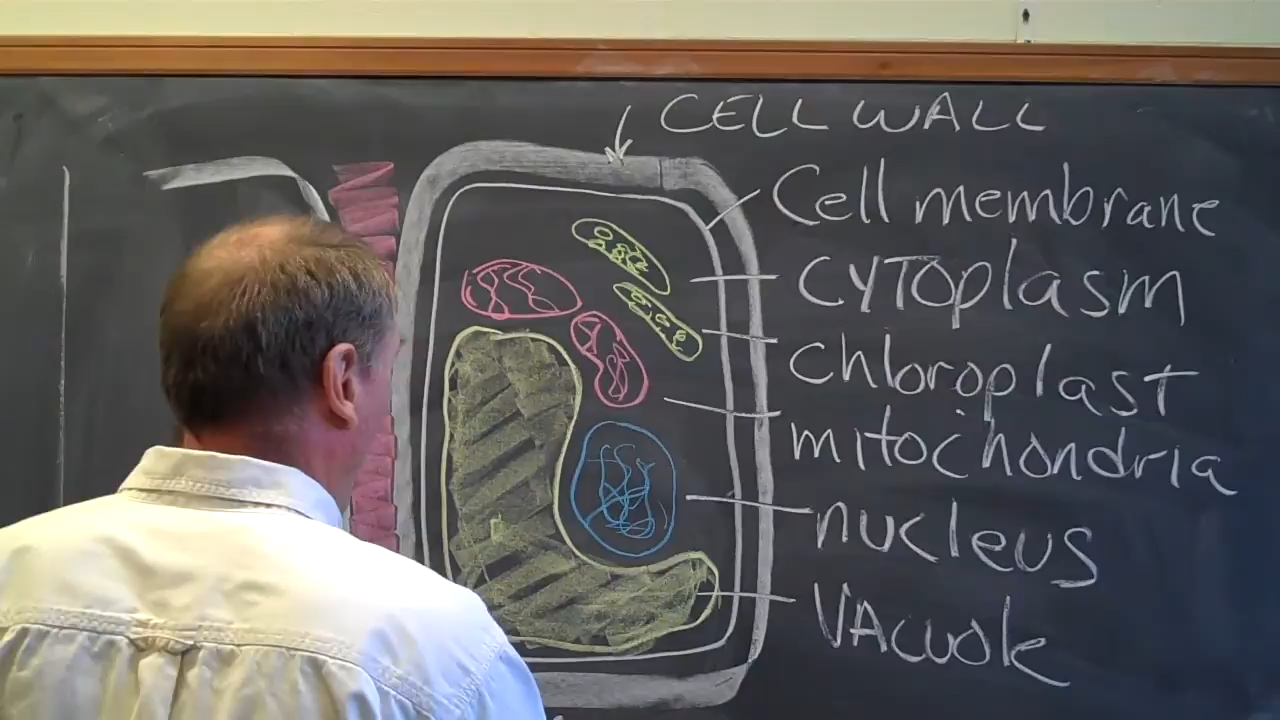 CELL WALL
Cell membrane
CYTOplasm
chloroplast
mitochondria
nucleus
VACUOle